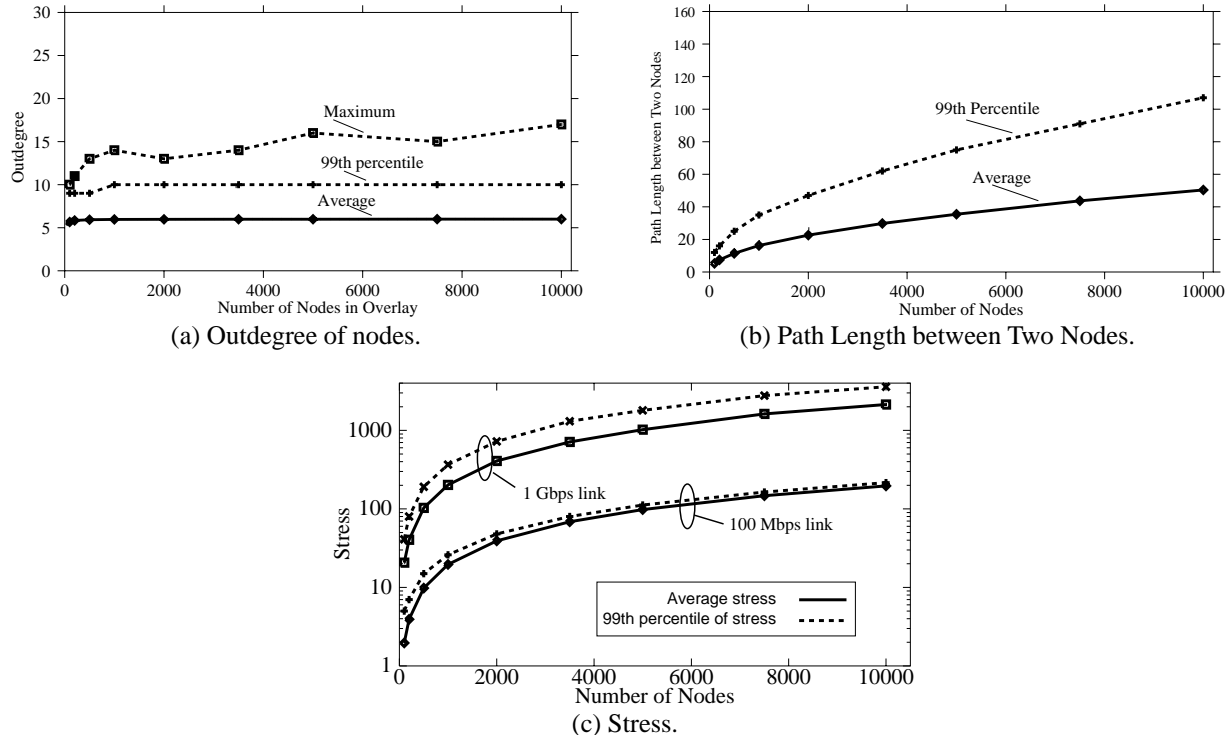 30
25
20
15
10
5
0
Outdegree
Maximum
99th percentile
Average
0 2000 4000 6000 8000 10000
Number of Nodes in Overlay
(a) Outdegree of nodes.
160
140
120
100
80
60
40
20
0
Path Length between Two Nodes
99th Percentile
Average
0 2000 4000 6000 8000 10000
Number of Nodes
(b) Path Length between Two Nodes.
1000
100
10
1
Stress
1 Gbps link
100 Mbps link
Average stress
99th percentile of stress
0 2000 4000 6000 8000 10000
Number of Nodes
(c) Stress.